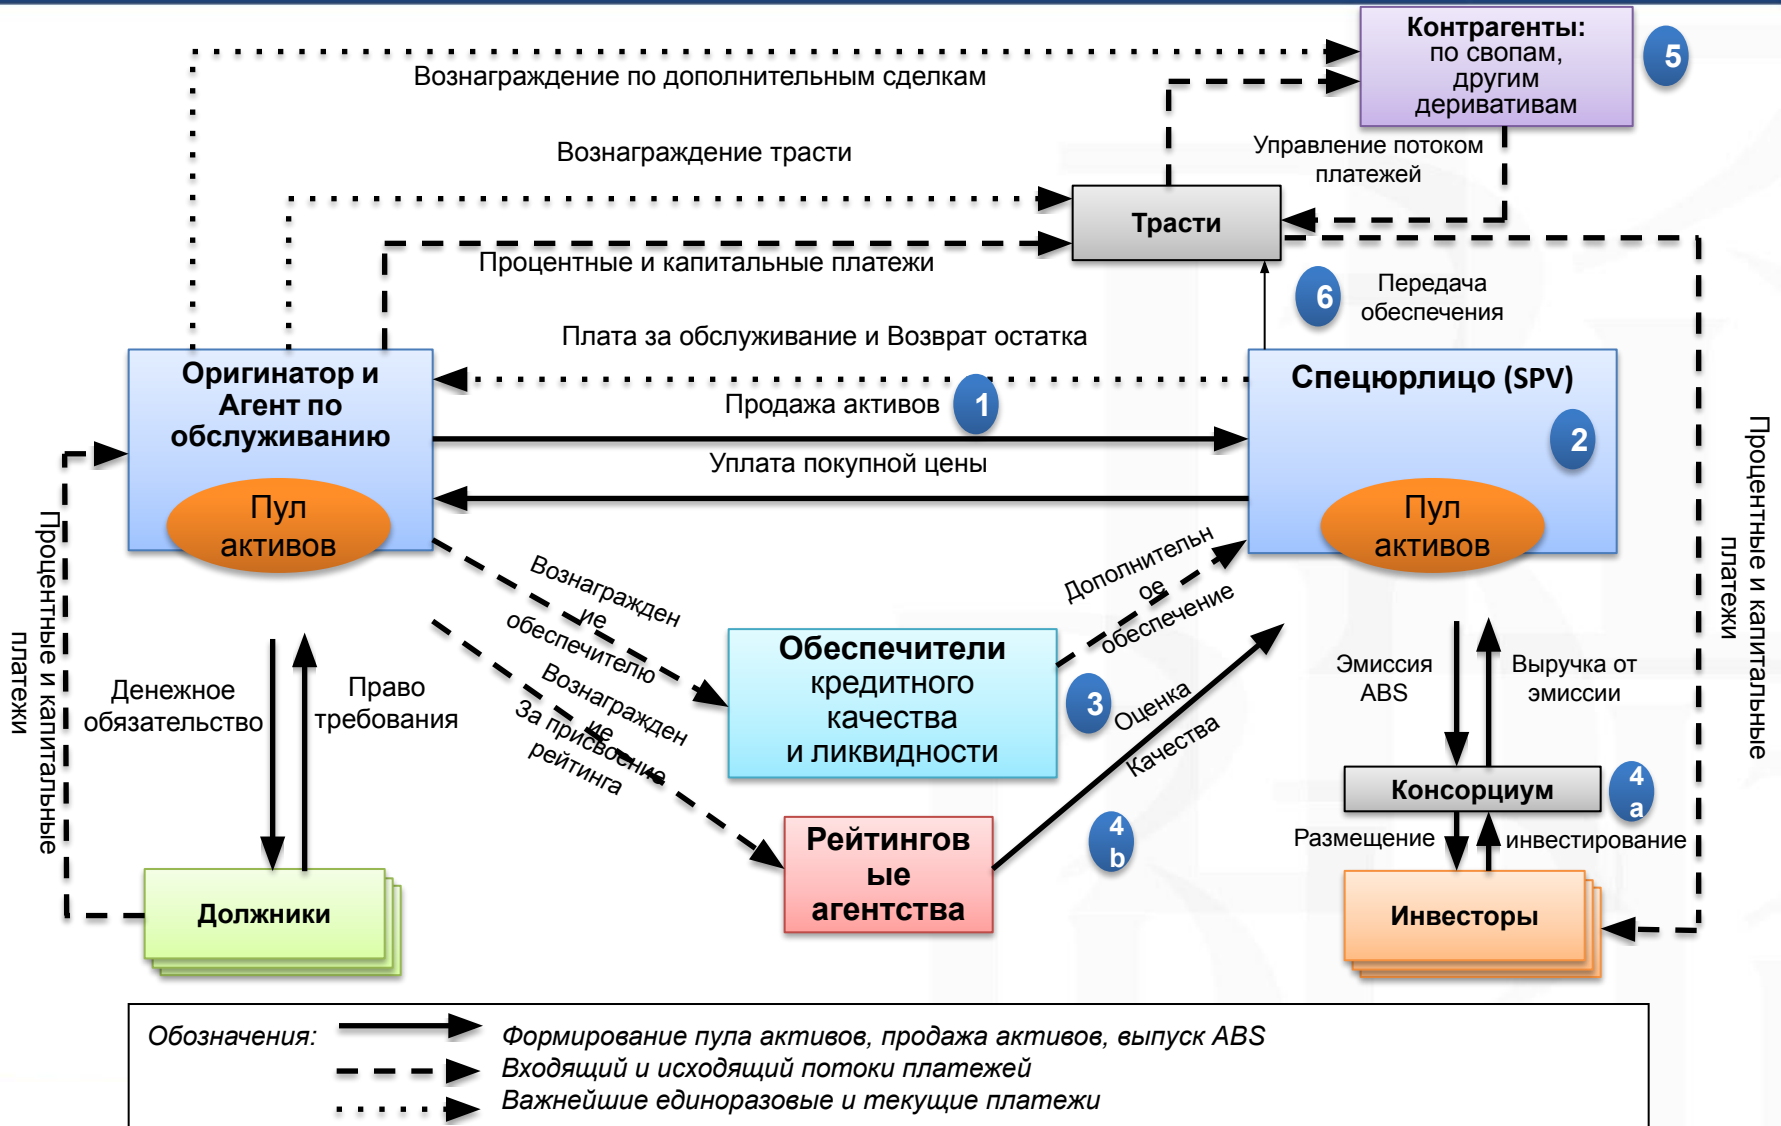 Контрагенты:
по свопам,
другим
деривативам
5
Вознаграждение по дополнительным сделкам
Вознаграждение трасти
Управление потоком
платежей
Трасти
Процентные и капитальные платежи
6
Передача
обеспечения
Плата за обслуживание и Возврат остатка
Оригинатор и
Агент по
обслуживанию
Пул
активов
Продажа активов
1
Уплата покупной цены
Спецюрлицо (SPV)
2
Пул
активов
Процентные и капитальные
платежи
Процентные и капитальные
платежи
Вознагражден
ие
обеспечителю
Вознагражден
ие
За присвоение
рейтинга
Дополнительн
ое
обеспечение
Оценка
Качества
Обеспечители
кредитного
качества
и ликвидности
3
Денежное
обязательство
Право
требования
Эмиссия
ABS
Выручка от
эмиссии
Консорциум
4
a
Размещение
инвестирование
Рейтингов
ые
агентства
4
b
Должники
Инвесторы
Обозначения:
Формирование пула активов, продажа активов, выпуск ABS
Входящий и исходящий потоки платежей
Важнейшие единоразовые и текущие платежи